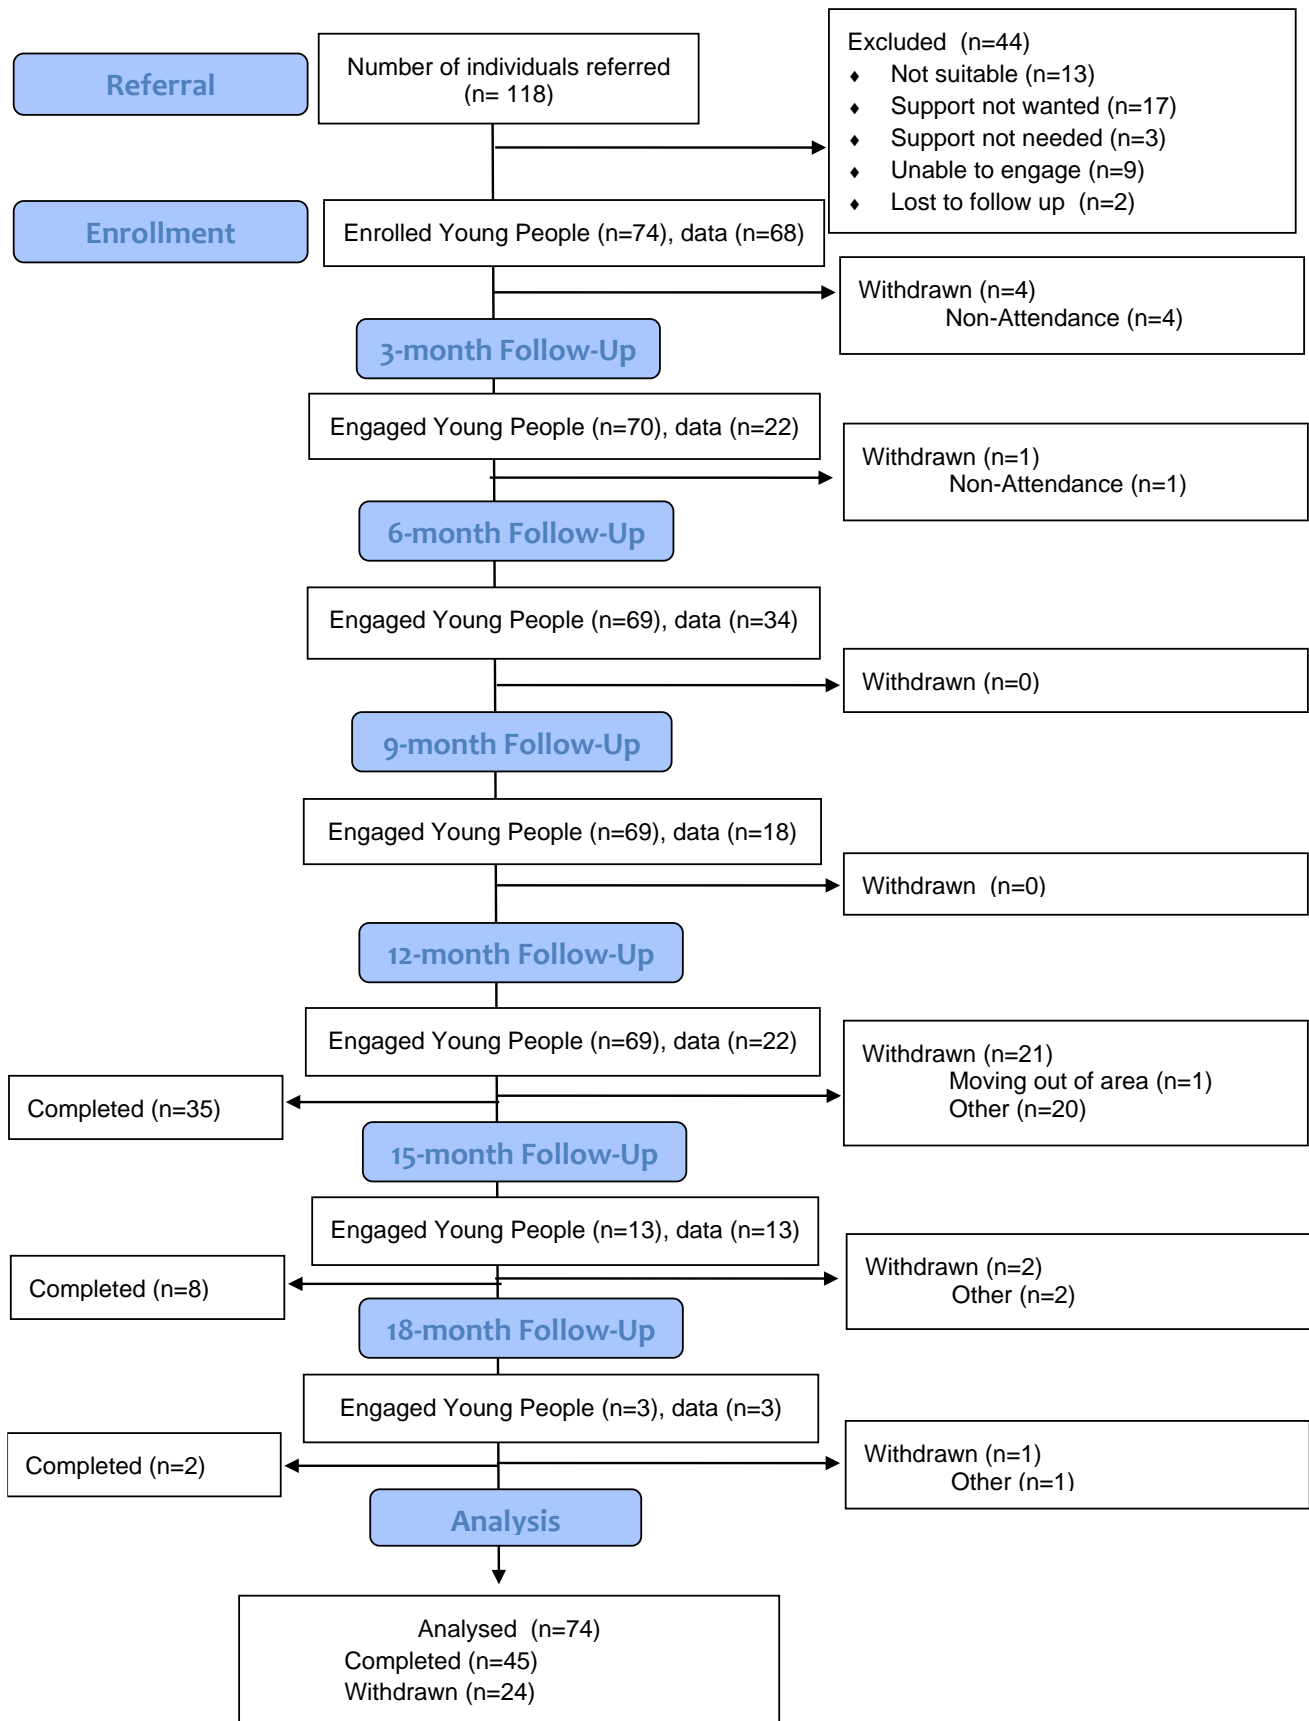 Referral
Number of individuals referred
(n= 118)
Excluded  (n=44)
♦ Not suitable (n=13)
♦ Support not wanted (n=17)
♦ Support not needed (n=3)
♦ Unable to engage (n=9)
♦ Lost to follow up  (n=2)
Enrollment
Enrolled Young People (n=74), data (n=68)
Withdrawn (n=4)
Non-Attendance (n=4)
3-month Follow-Up
Engaged Young People (n=70), data (n=22)
Withdrawn (n=1)
Non-Attendance (n=1)
6-month Follow-Up
Engaged Young People (n=69), data (n=34)
Withdrawn (n=0)
9-month Follow-Up
Engaged Young People (n=69), data (n=18)
Withdrawn  (n=0)
12-month Follow-Up
Engaged Young People (n=69), data (n=22)
Withdrawn (n=21)
Moving out of area (n=1)
Other (n=20)
Completed (n=35)
15-month Follow-Up
Engaged Young People (n=13), data (n=13)
Withdrawn (n=2)
Other (n=2)
Completed (n=8)
18-month Follow-Up
Engaged Young People (n=3), data (n=3)
Withdrawn (n=1)
Other (n=1)
Completed (n=2)
Analysis
Analysed  (n=74)
Completed (n=45)
Withdrawn (n=24)